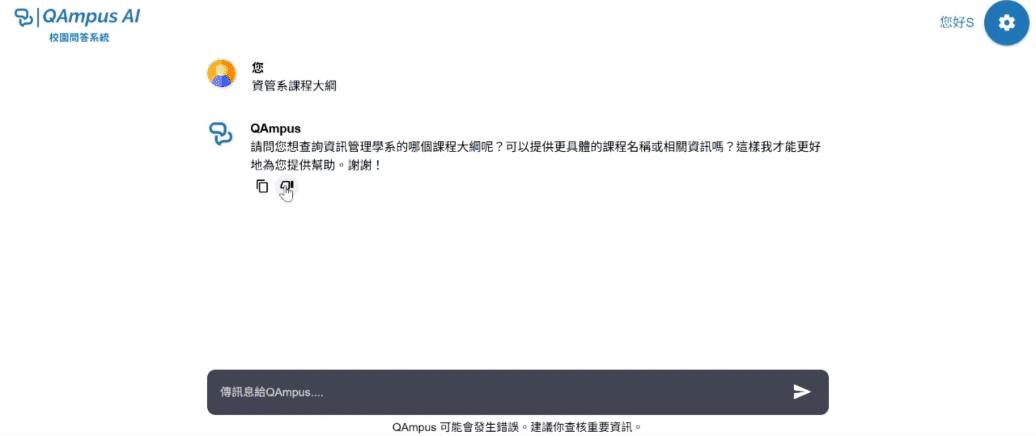 QAmpus AI
校園問答系統
您好S
您
資管系課程大綱
QAmpus
請問您想查詢資訊管理學系的哪個課程大綱呢？可以提供更具體的課程名稱或相關資訊嗎？這樣我才能更好
地為您提供幫助。謝謝！
傳訊息給QAmpus....
QAmpus 可能會發生錯誤。建議你查核重要資訊。